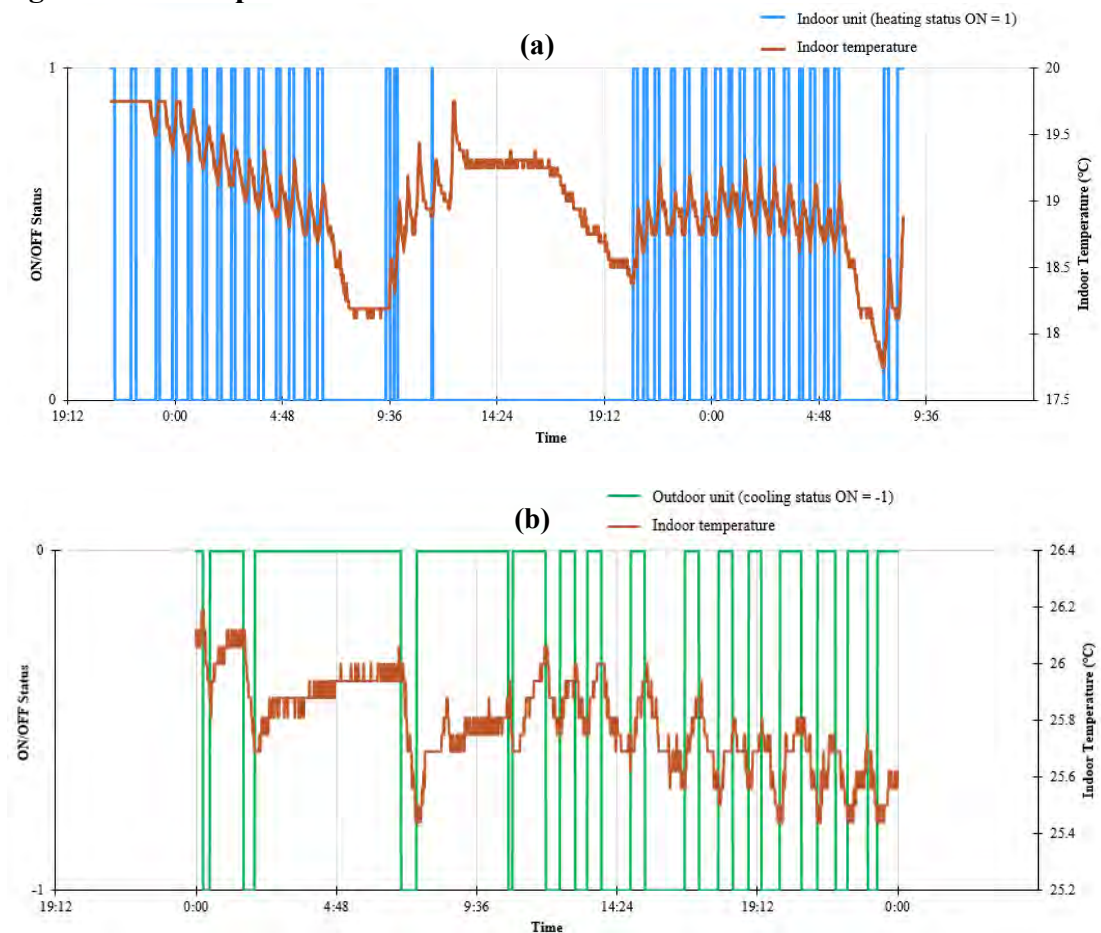 Indoor unit (heating status ON = 1)
(a)
Indoor temperature
1
20
19.5
19
18.5
18
17.5
0
ON/OFF Status
Indoor Temperature (°C)
19:12 0:00 4:48 9:36 14:24 19:12 0:00 4:48 9:36
Time
Outdoor unit (cooling status ON = -1)
(b)
Indoor temperature
0
26.4
26.2
26
25.8
25.6
25.4
25.2
-1
ON/OFF Status
Indoor Temperature (°C)
19:12 0:00 4:48 9:36 14:24 19:12 0:00
Time